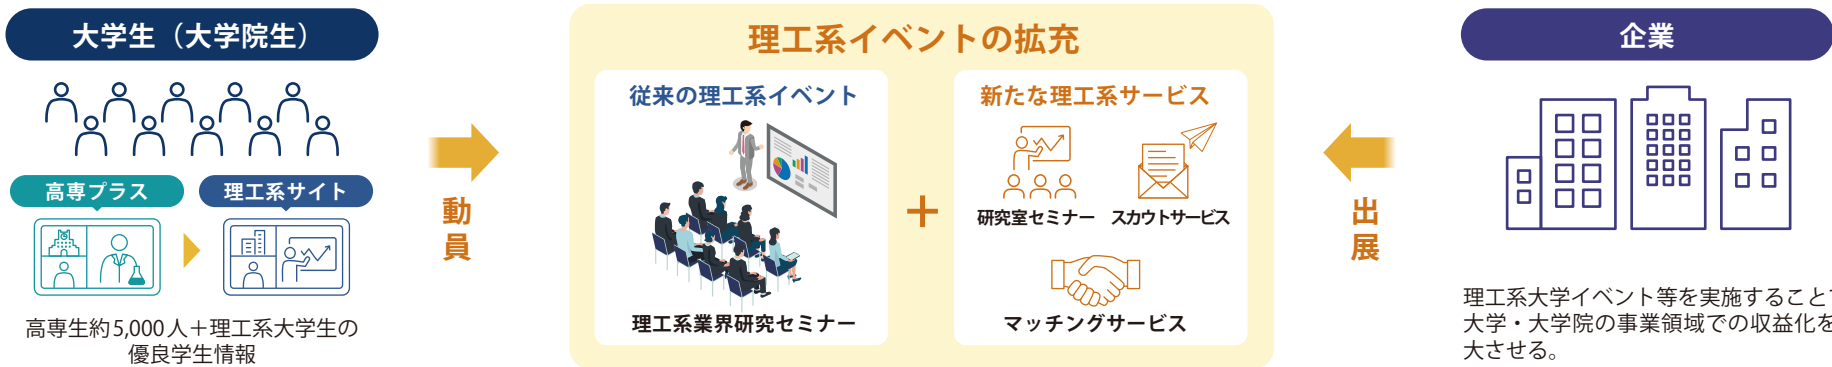 大学生（大学院生）
高専プラス
理工系サイト
高専生約5,000人＋理工系大学生の
優良学生情報
動員
理工系イベントの拡充
従来の理工系イベント
理工系業界研究セミナー
＋
新たな理工系サービス
研究室セミナー
スカウトサービス
マッチングサービス
出展
企業
理工系大学イベント等を実施することで
大学・大学院の事業領域での収益化を
大させる。